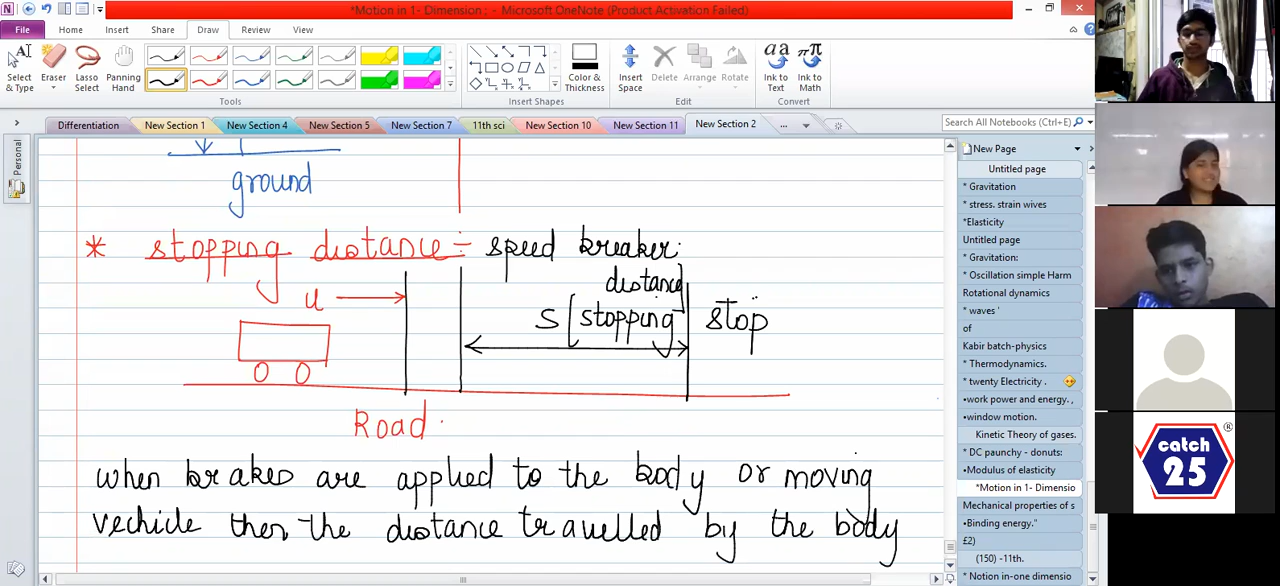 *Motion in 1- Dimension ; - Microsoft OneNote (Product Activation Failed)
File Home Insert Share Draw Review View
Select & Type
Eraser
Lasso Select
Panning Hand
Color & Thickness
Insert Space
Delete
Arrange
Rotate
Ink to Text
Ink to Math
Tools
Insert Shapes
Edit
Convert
Differentiation New Section 1 New Section 4 New Section 5 New Section 7 11th sci New Section 10 New Section 11 New Section 2 ...
Search All Notebooks (Ctrl+E)
Personal
ground
* stopping distance = speed breaker.
distance]
u
S [stopping
stop
Road.
when brakes are applied to the body or moving
vechicle then the distance travelled by the body
New Page
Untitled page
* Gravitation
* stress. strain wives
*Elasticity
Untitled page
* Gravitation:
* Oscillation simple Harm
Rotational dynamics
* waves '
of
Kabir batch-physics
* Thermodynamics.
* twenty Electricity .
•work power and energy. ,
•window motion.
Kinetic Theory of gases.
* DC paunchy - donuts:
•Modulus of elasticity
*Motion in 1- Dimensio
Mechanical properties of s
•Binding energy."
£2)
(150) -11th.
* Notion in-one dimensio
catch
25
®